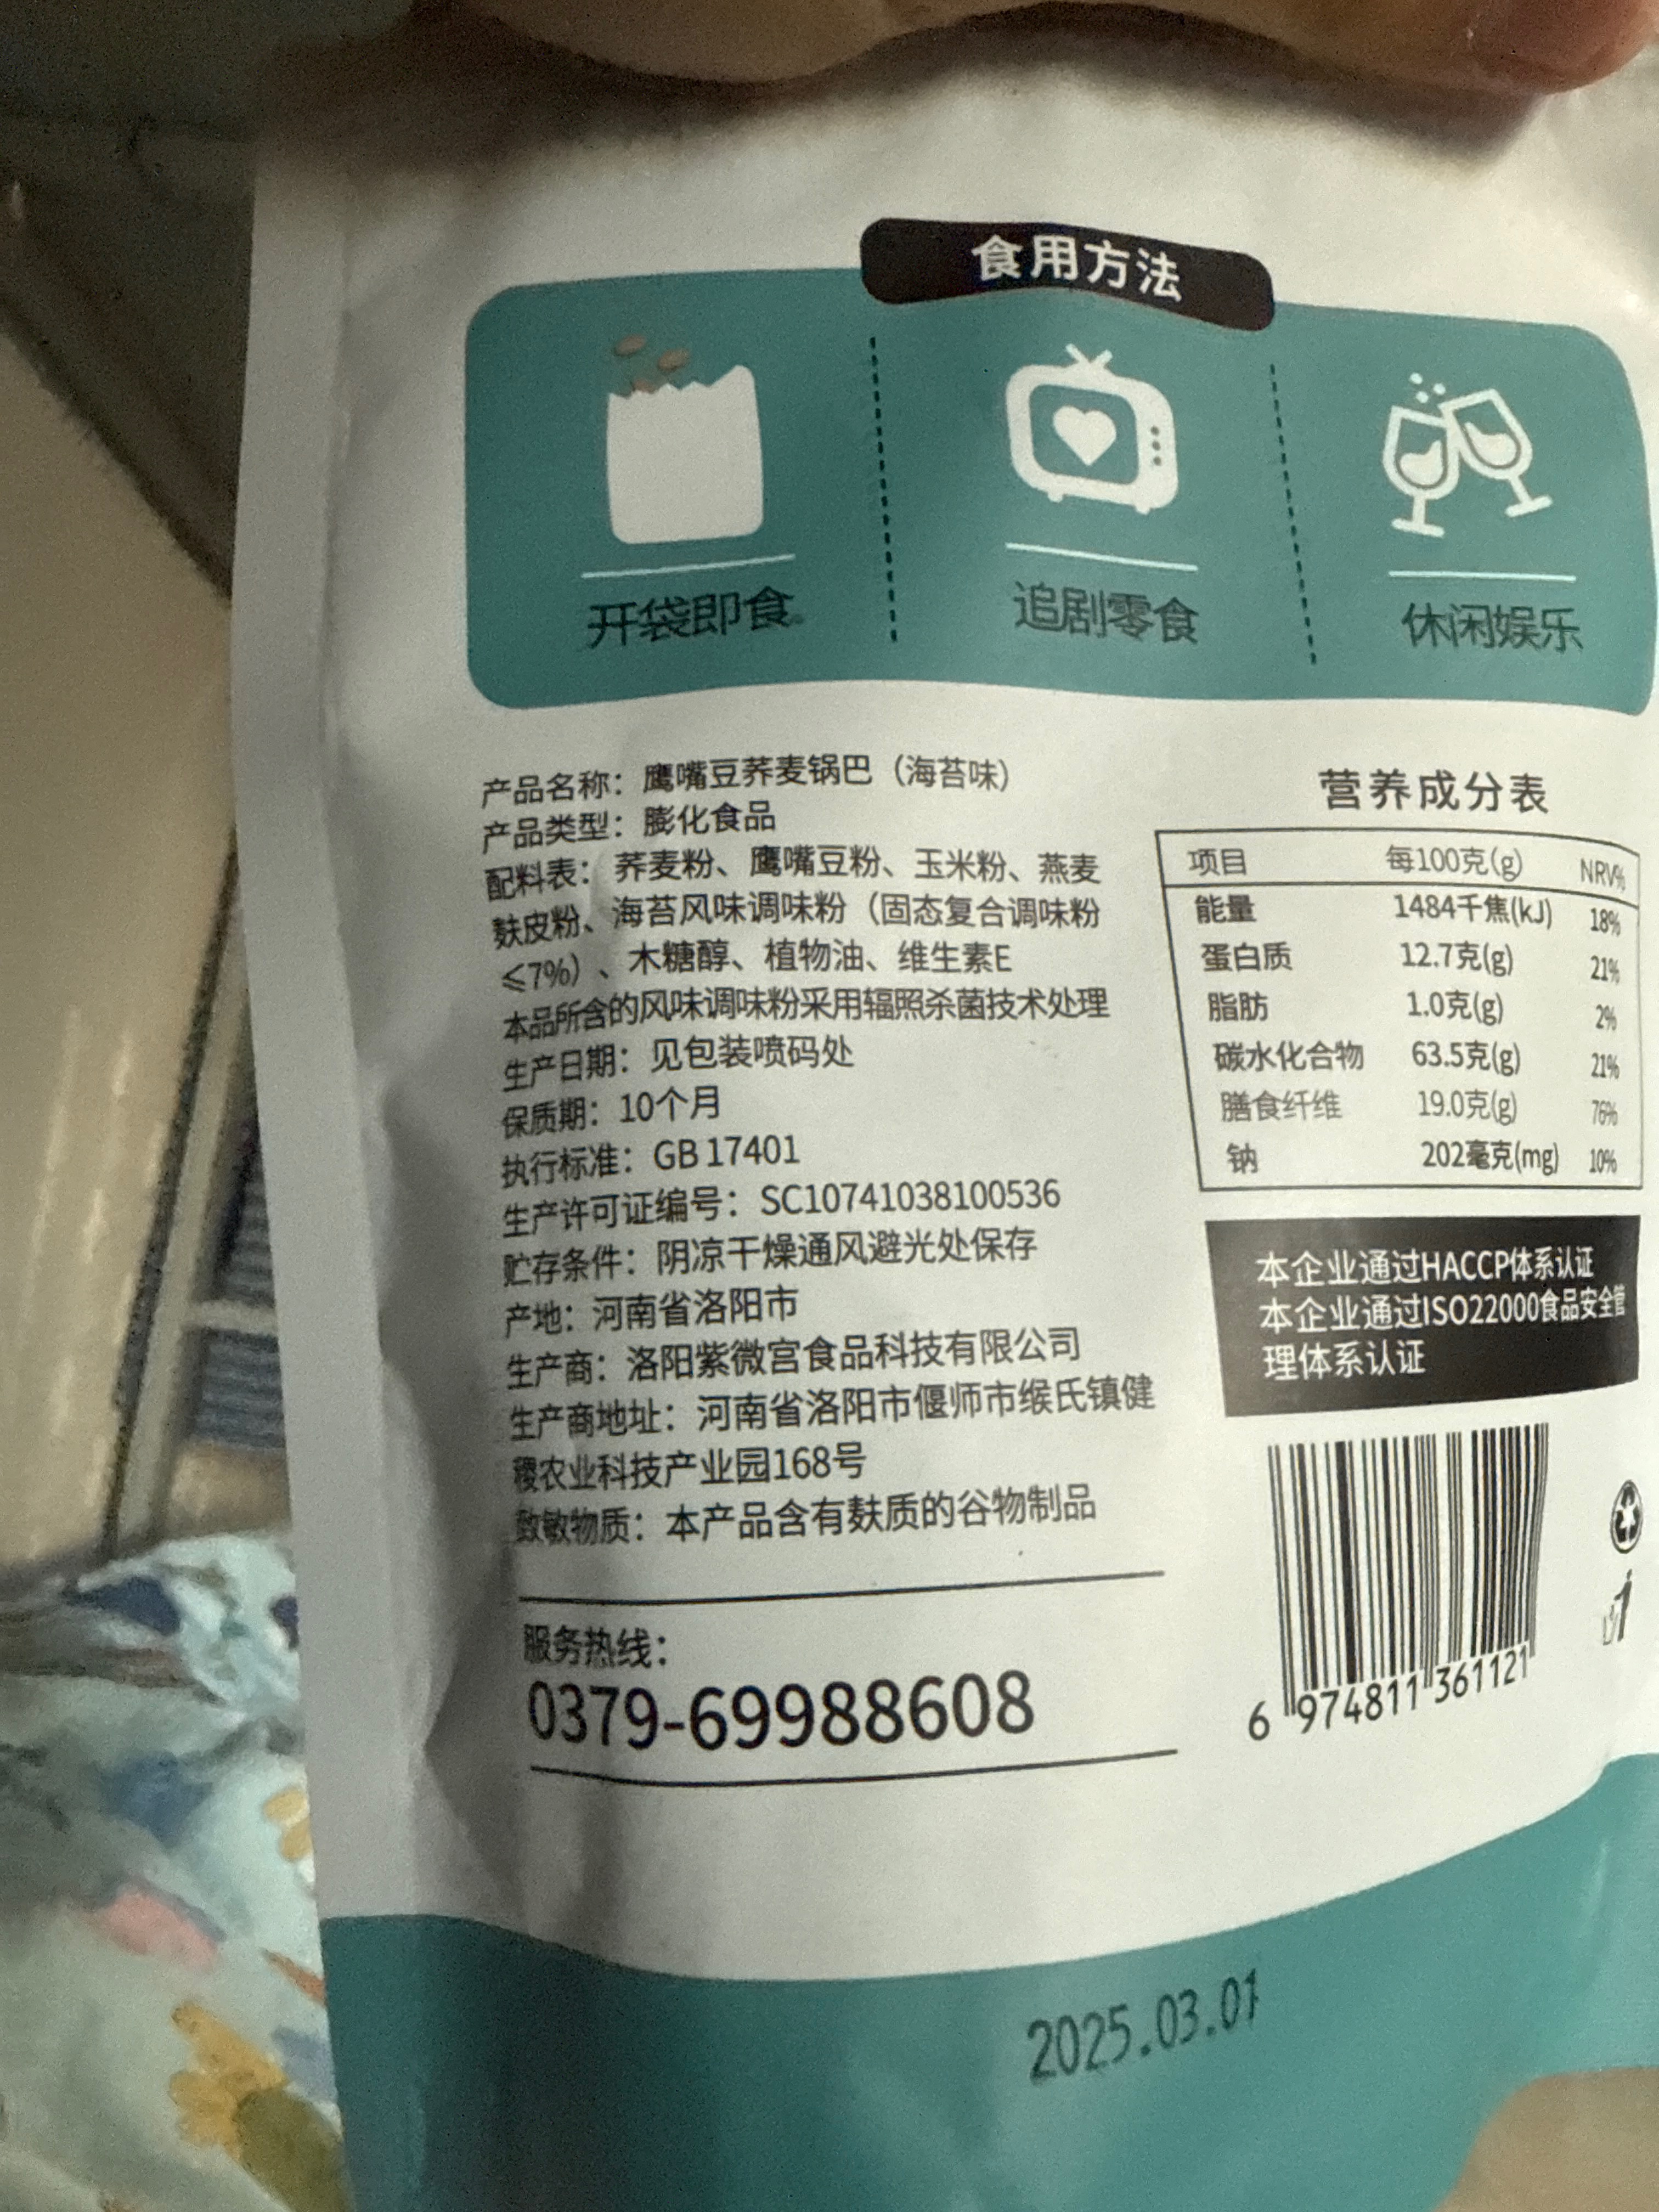 食用方法
开袋即食
追剧零食
休闲娱乐
产品名称：鹰嘴豆荞麦锅巴（海苔味）
产品类型：膨化食品
配料表：荞麦粉、鹰嘴豆粉、玉米粉、燕麦
麸皮粉、海苔风味调味粉（固态复合调味粉
≤7%）、木糖醇、植物油、维生素E
本品所含的风味调味粉采用辐照杀菌技术处理
生产日期：见包装喷码处
保质期：10个月
执行标准：GB 17401
生产许可证编号：SC10741038100536
贮存条件：阴凉干燥通风避光处保存
产地：河南省洛阳市
生产商：洛阳紫微宫食品科技有限公司
生产商地址：河南省洛阳市偃师市缑氏镇健
稷农业科技产业园168号
致敏物质：本产品含有麸质的谷物制品
服务热线：
0379-69988608
营养成分表
项目 每100克(g) NRV%
能量 1484千焦(kJ) 18%
蛋白质 12.7克(g) 21%
脂肪 1.0克(g) 2%
碳水化合物 63.5克(g) 21%
膳食纤维 19.0克(g) 76%
钠 202毫克(mg) 10%
本企业通过HACCP体系认证
本企业通过ISO22000食品安全管
理体系认证
6 974811 361121
2025.03.01